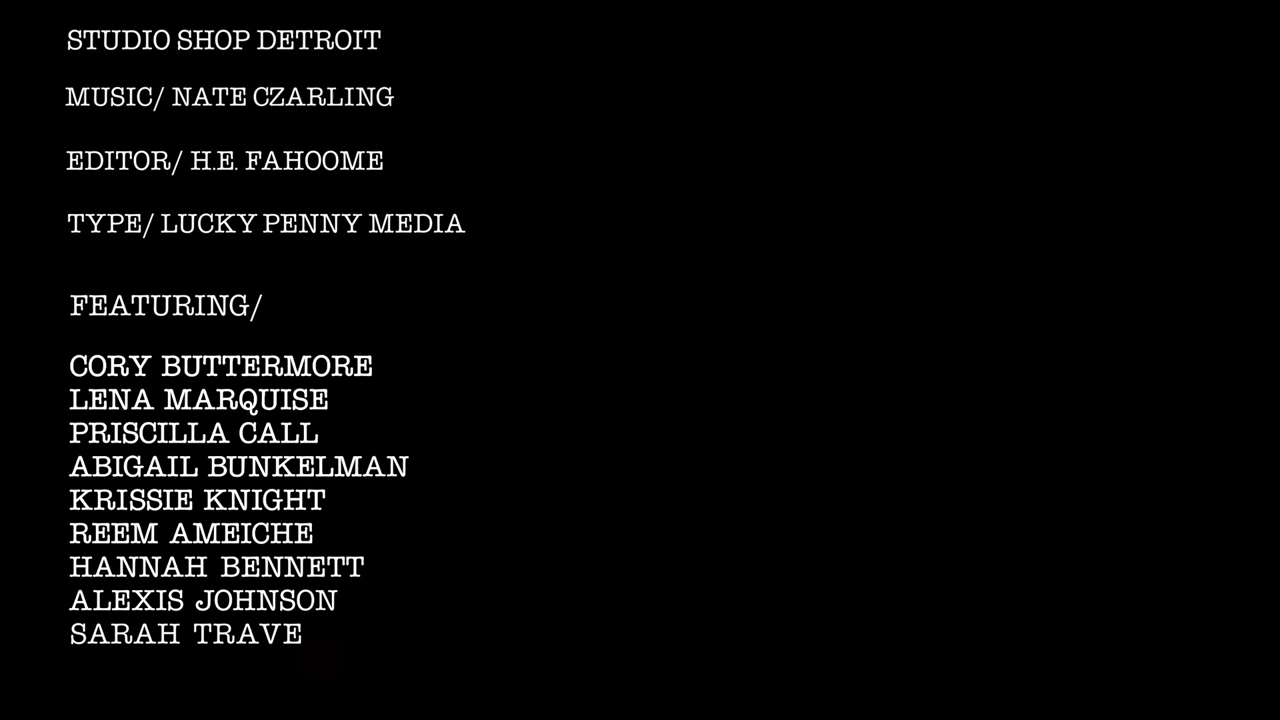 STUDIO SHOP DETROIT
MUSIC/ NATE CZARLING
EDITOR/ H.E. FAHOOME
TYPE/ LUCKY PENNY MEDIA
FEATURING/
CORY BUTTERMORE
LENA MARQUISE
PRISCILLA CALL
ABIGAIL BUNKELMAN
KRISSIE KNIGHT
REEM AMEICHE
HANNAH BENNETT
ALEXIS JOHNSON
SARAH TRAVE